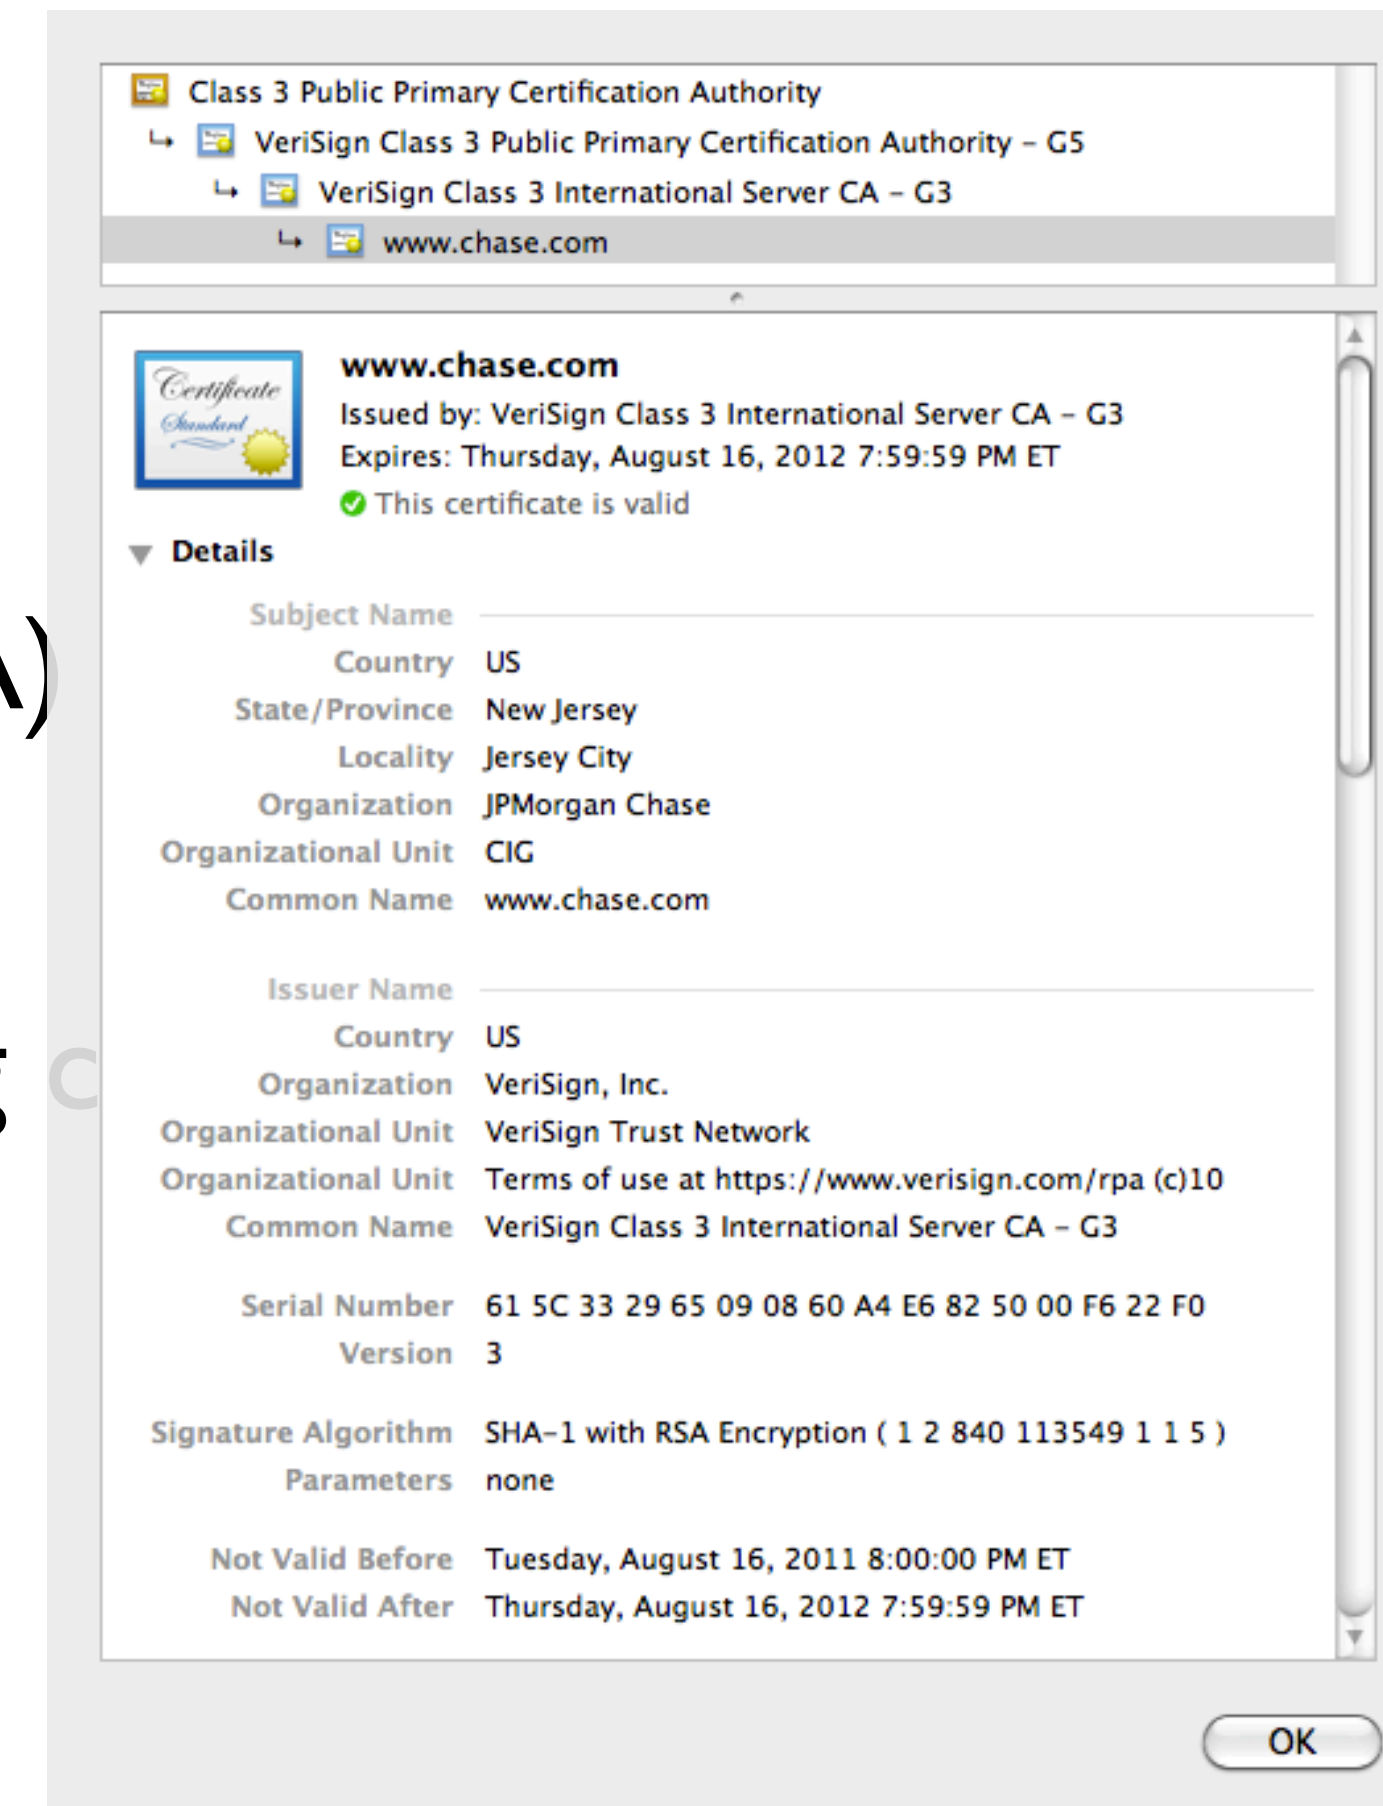 Class 3 Public Primary Certification Authority
VeriSign Class 3 Public Primary Certification Authority – G5
VeriSign Class 3 International Server CA – G3
www.chase.com
Certificate
Standard
www.chase.com
Issued by: VeriSign Class 3 International Server CA – G3
Expires: Thursday, August 16, 2012 7:59:59 PM ET
This certificate is valid
Details
Subject Name
Country US
A)
State/Province New Jersey
Locality Jersey City
Organization JPMorgan Chase
Organizational Unit CIG
Common Name www.chase.com
Issuer Name
Country US
g c
Organization VeriSign, Inc.
Organizational Unit VeriSign Trust Network
Organizational Unit Terms of use at https://www.verisign.com/rpa (c)10
Common Name VeriSign Class 3 International Server CA – G3
Serial Number 61 5C 33 29 65 09 08 60 A4 E6 82 50 00 F6 22 F0
Version 3
Signature Algorithm SHA-1 with RSA Encryption ( 1 2 840 113549 1 1 5 )
Parameters none
Not Valid Before Tuesday, August 16, 2011 8:00:00 PM ET
Not Valid After Thursday, August 16, 2012 7:59:59 PM ET
OK